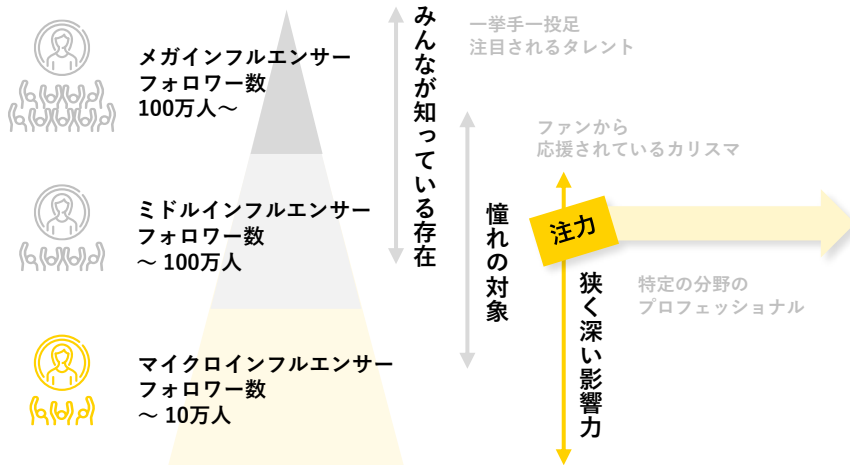 メガインフルエンサー
フォロワー数
100万人～
ミドルインフルエンサー
フォロワー数
～ 100万人
マイクロインフルエンサー
フォロワー数
～ 10万人
みんなが知っている存在
憧れの対象
狭く深い影響力
注力
一挙手一投足
注目されるタレント
ファンから
応援されているカリスマ
特定の分野の
プロフェッショナル